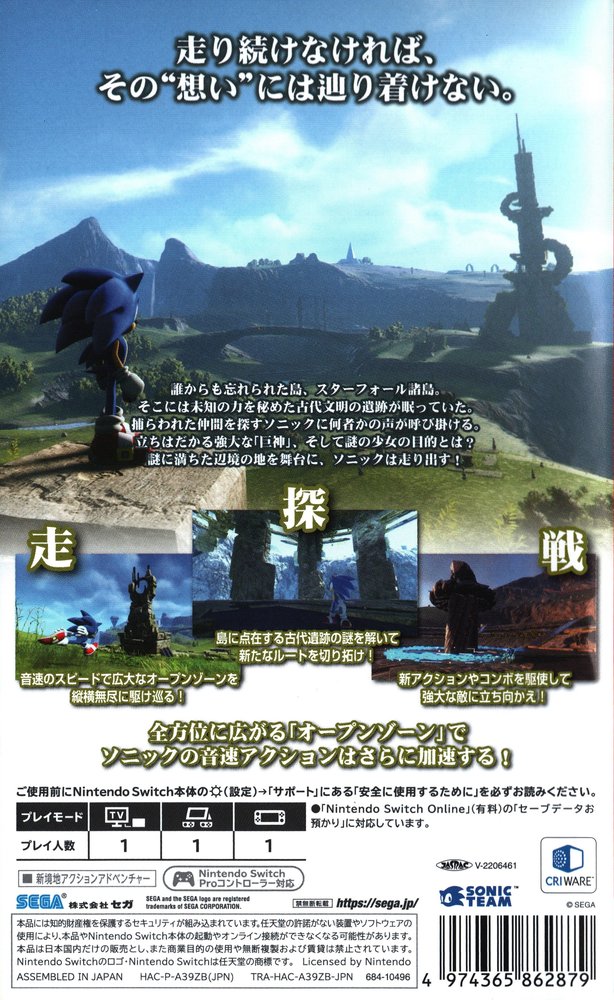 走り続けなければ、
その“想い”には辿り着けない。
誰からも忘れられた島、スターフォール諸島。
そこには未知の力を秘めた古代文明の遺跡が眠っていた。
捕らわれた仲間を探すソニックに何者かの声が呼び掛ける。
立ちはだかる強大な「巨神」、そして謎の少女の目的とは?
謎に満ちた辺境の地を舞台に、ソニックは走り出す!
走
探
戦
音速のスピードで広大なオープンゾーンを
縦横無尽に駆け巡る!
島に点在する古代遺跡の謎を解いて
新たなルートを切り拓け!
新アクションやコンボを駆使して
強大な敵に立ち向かえ!
全方位に広がる「オープンゾーン」で
ソニックの音速アクションはさらに加速する!
ご使用前にNintendo Switch本体の(設定)→「サポート」にある「安全に使用するために」を必ずお読みください。
プレイモード
TV
プレイ人数
1
1
1
●「Nintendo Switch Online」(有料)の「セーブデータお
預かり」に対応しています。
■新境地アクションアドベンチャー
Nintendo Switch
Proコントローラー対応
JASRAC
V-2206461
CRIWARE™
SEGA®
株式会社 セガ
SEGA and the SEGA logo are registered
trademarks of SEGA CORPORATION.
禁無断転載
https://sega.jp/
SONIC
TEAM™
© SEGA
本品には知的財産権を保護するセキュリティが組み込まれています。任天堂の許諾がない装置やソフトウェアの
使用により、本品やNintendo Switch本体の起動やオンライン接続ができなくなる可能性があります。
本品は日本国内だけの販売とし、また商業目的の使用や無断複製および賃貸は禁止されています。
Nintendo Switchのロゴ・Nintendo Switchは任天堂の商標です。 Licensed by Nintendo
ASSEMBLED IN JAPAN HAC-P-A39ZB(JPN) TRA-HAC-A39ZB-JPN 684-10496
4 974365 862879